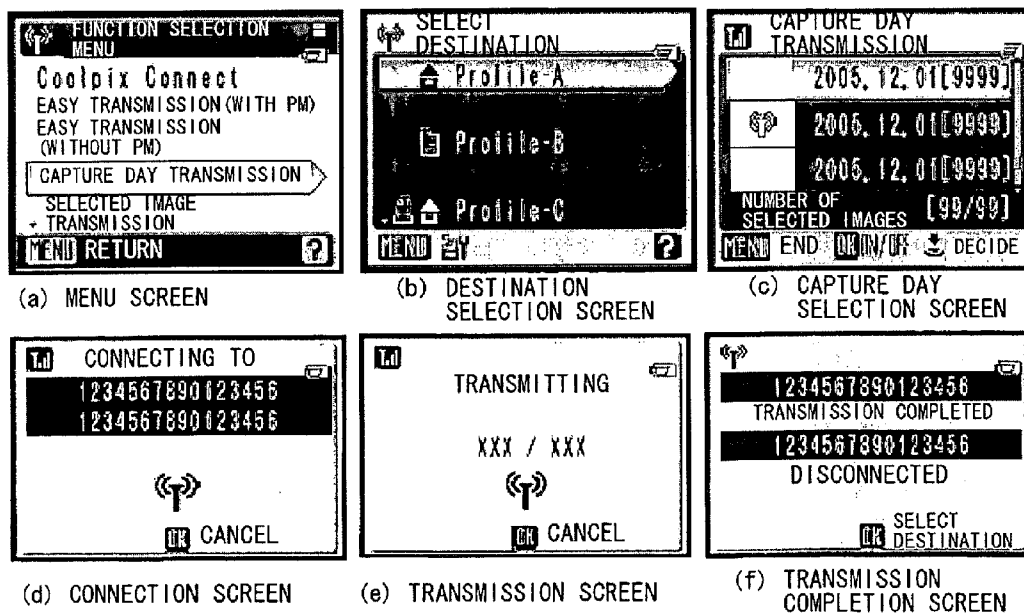 FUNCTION SELECTION
MENU
Coolpix Connect
EASY TRANSMISSION (WITH PM)
EASY TRANSMISSION
(WITHOUT PM)
CAPTURE DAY TRANSMISSION
SELECTED IMAGE
TRANSMISSION
MENU RETURN ?
(a) MENU SCREEN
SELECT
DESTINATION
Profile-A
Profile-B
Profile-C
MENU ?
(b) DESTINATION
SELECTION SCREEN
CAPTURE DAY
TRANSMISSION
2005.12.01[9999]
2005.12.01[9999]
2005.12.01[9999]
NUMBER OF
SELECTED IMAGES [99/99]
MENU END OK ON/OFF DECIDE
(c) CAPTURE DAY
SELECTION SCREEN
CONNECTING TO
1234567890123456
1234567890123456
OK CANCEL
(d) CONNECTION SCREEN
TRANSMITTING
XXX / XXX
OK CANCEL
(e) TRANSMISSION SCREEN
1234567890123456
TRANSMISSION COMPLETED
1234567890123456
DISCONNECTED
OK SELECT
DESTINATION
(f) TRANSMISSION
COMPLETION SCREEN